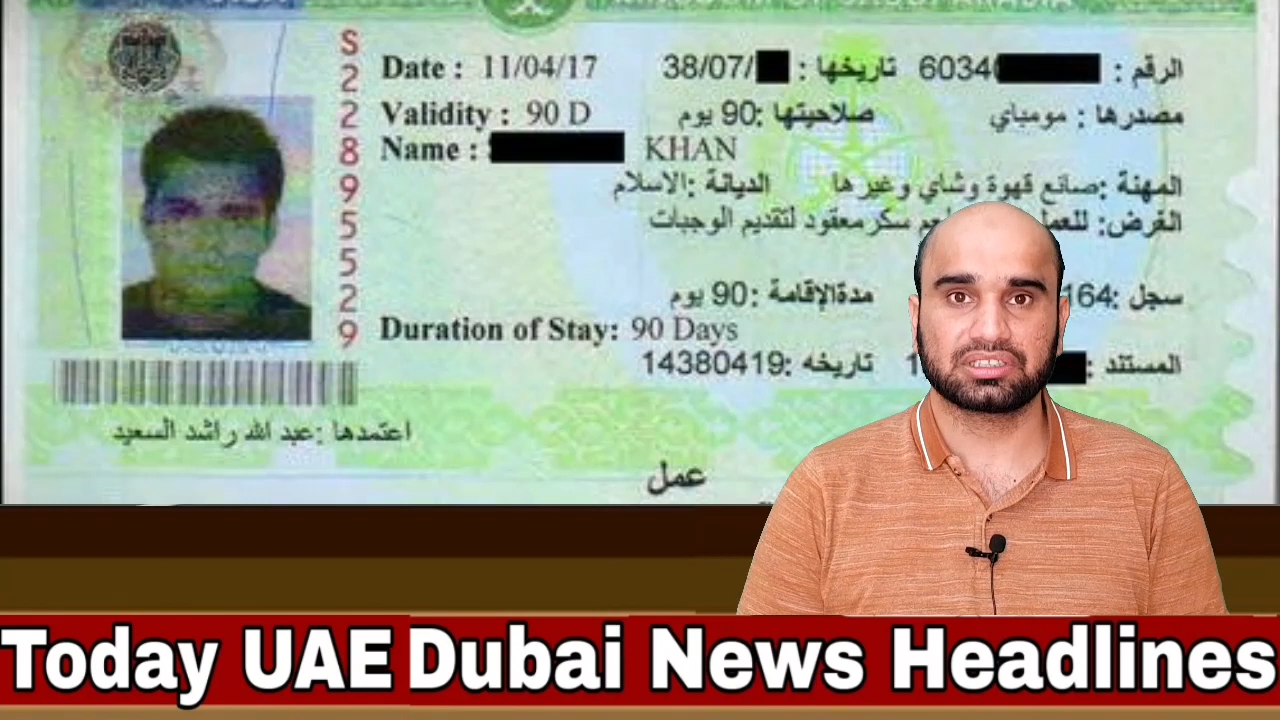 Date : 11/04/17
تاريخها : 38/07/
الرقم : 6034
Validity : 90 D
صلاحيتها :90 يوم
مصدرها : مومباي
Name :
KHAN
المهنة :صانع قهوة وشاي وغيرها
الديانة :الاسلام
الغرض: للعمل
سكر معقود لتقديم الوجبات
مدةالإقامة :90 يوم
سجل :164
Duration of Stay: 90 Days
تاريخه :14380419
المستند :
S
2
2
8
9
5
5
2
9
اعتمدها :عبد الله راشد السعيد
عمل
Today UAE Dubai News Headlines